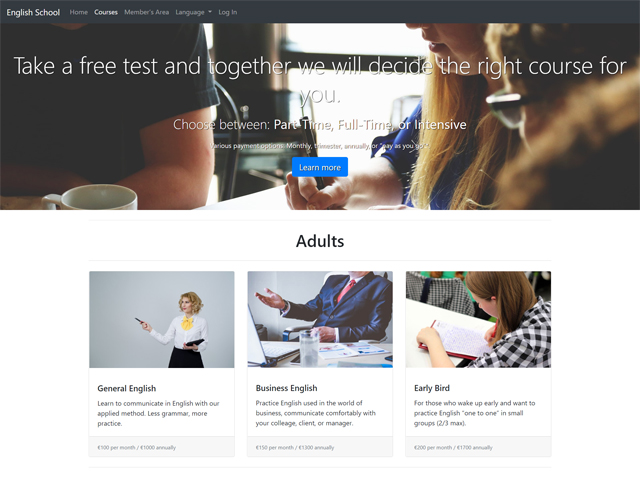 English School Home Courses Member's Area Language Log In
Take a free test and together we will decide the right course for
you.
Choose between: Part-Time, Full-Time, or Intensive
Various payment options: Monthly, trimester, annually or "pay as you go".
Learn more
Adults
General English
Learn to communicate in English with our
applied method. Less grammar, more
practice.
€100 per month / €1000 annually
Business English
Practice English used in the world of
business, communicate comfortably with
your colleage, client, or manager.
€150 per month / €1300 annually
Early Bird
For those who wake up early and want to
practice English "one to one" in small
groups (2/3 max).
€200 per month / €1700 annually